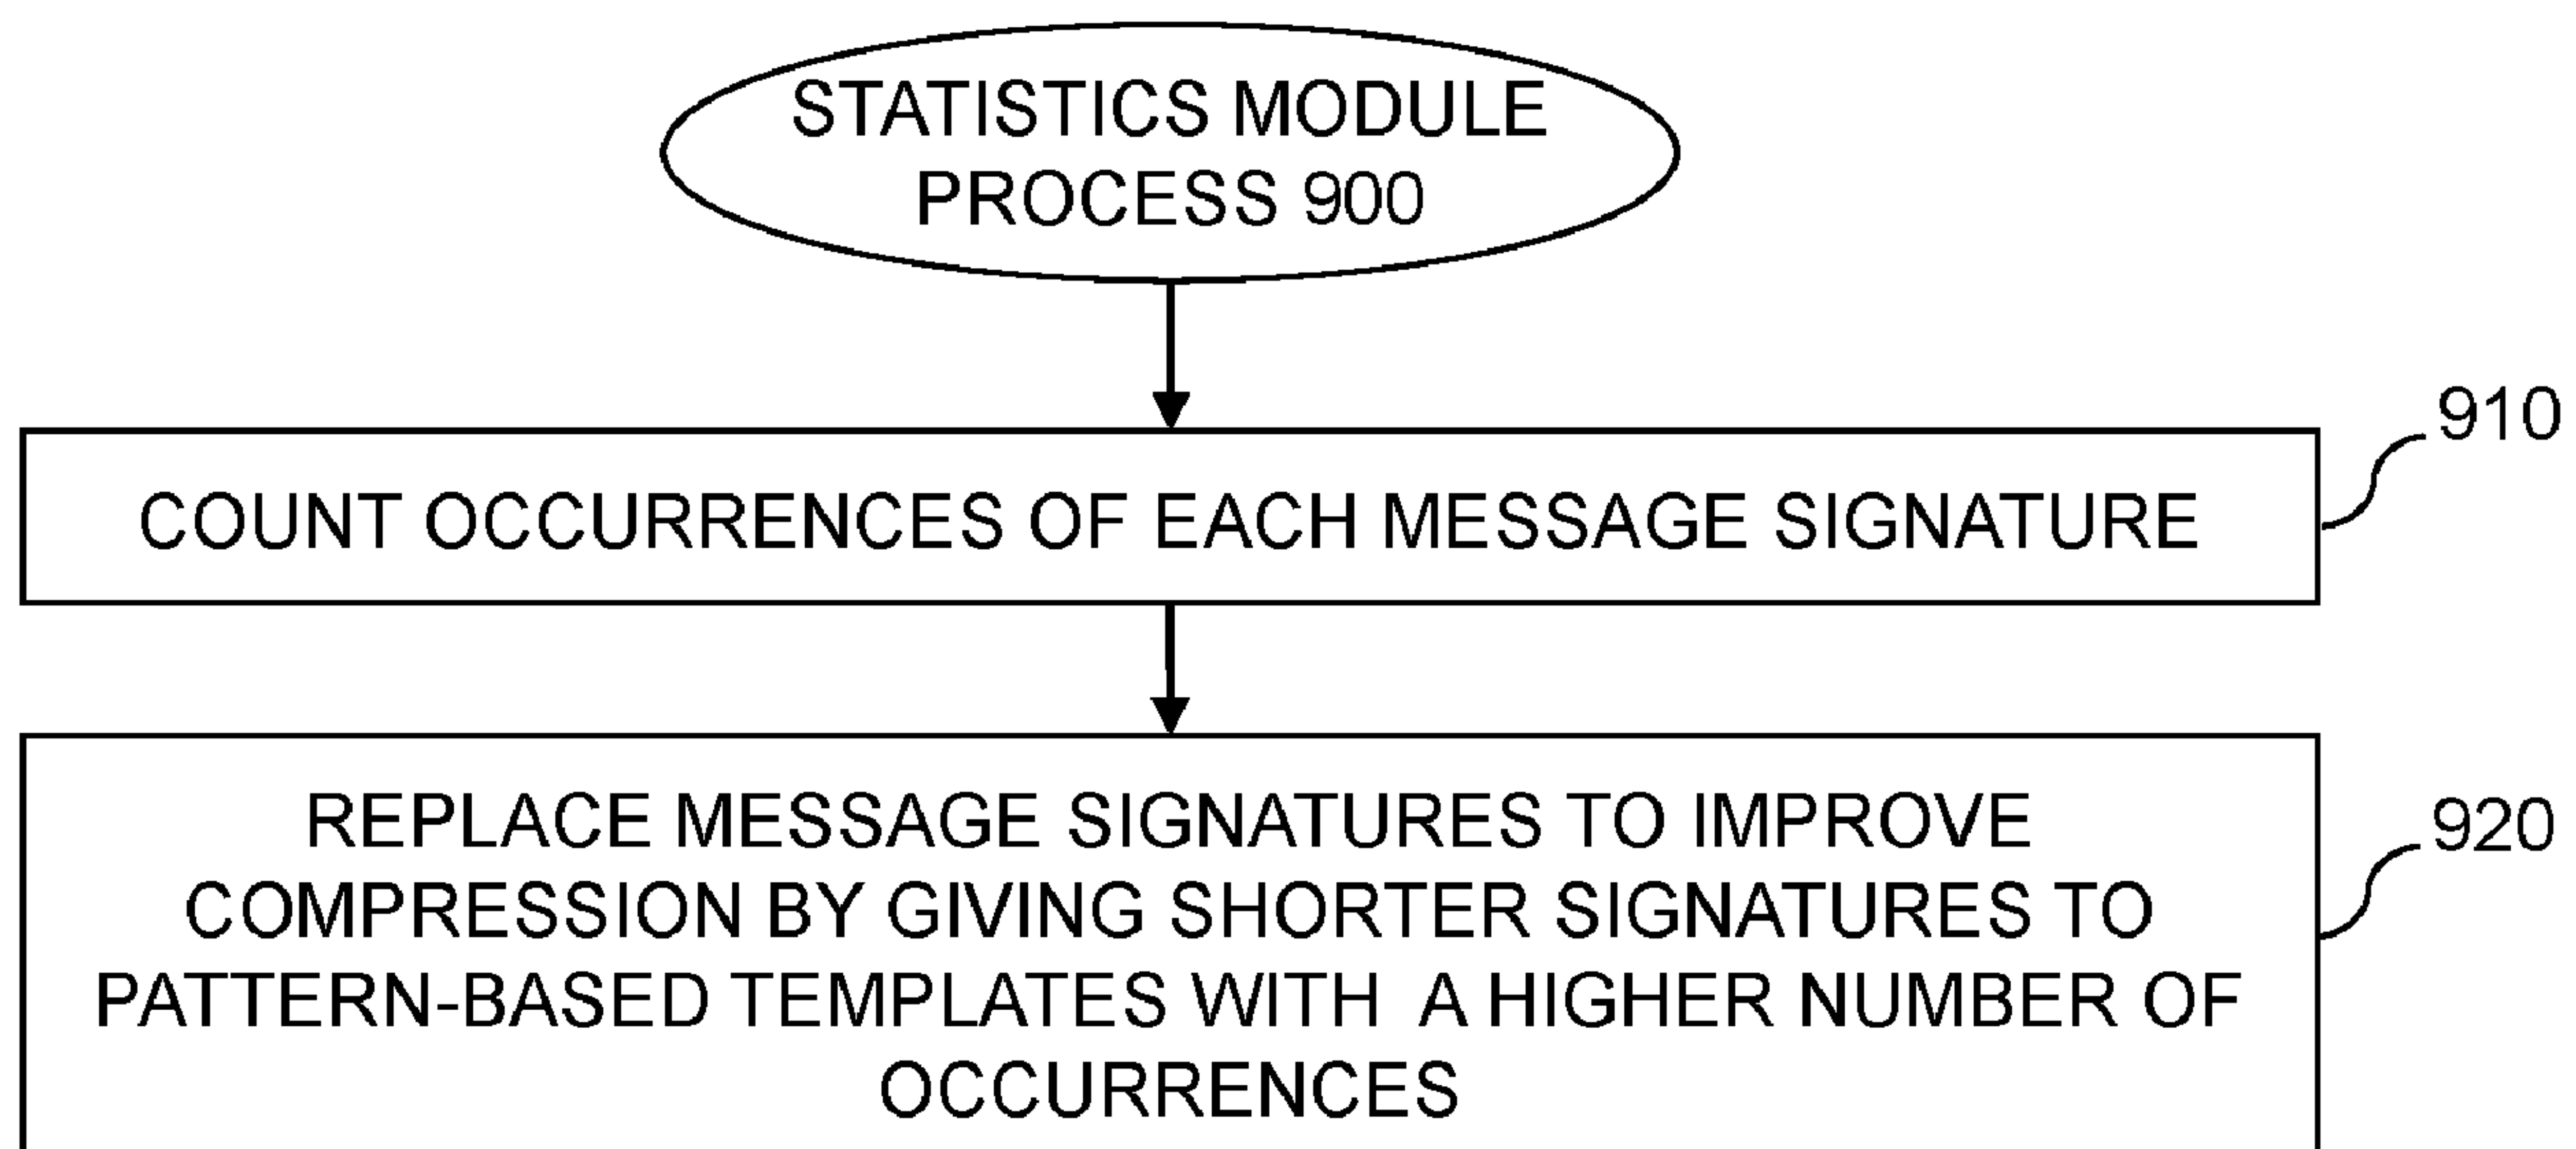 STATISTICS MODULE
PROCESS 900
910
COUNT OCCURRENCES OF EACH MESSAGE SIGNATURE
REPLACE MESSAGE SIGNATURES TO IMPROVE
920
COMPRESSION BY GIVING SHORTER SIGNATURES TO
PATTERN-BASED TEMPLATES WITH A HIGHER NUMBER OF
OCCURRENCES